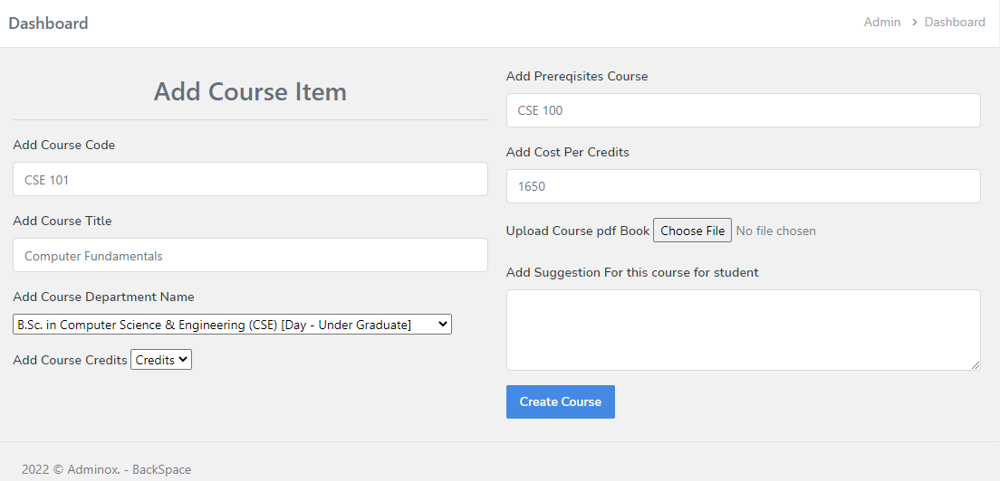 Dashboard
Admin > Dashboard
Add Course Item
Add Course Code
CSE 101
Add Course Title
Computer Fundamentals
Add Course Department Name
B.Sc. in Computer Science & Engineering (CSE) [Day - Under Graduate]
Add Course Credits Credits
Add Prereqisites Course
CSE 100
Add Cost Per Credits
1650
Upload Course pdf Book Choose File No file chosen
Add Suggestion For this course for student
Create Course
2022 © Adminox. - BackSpace